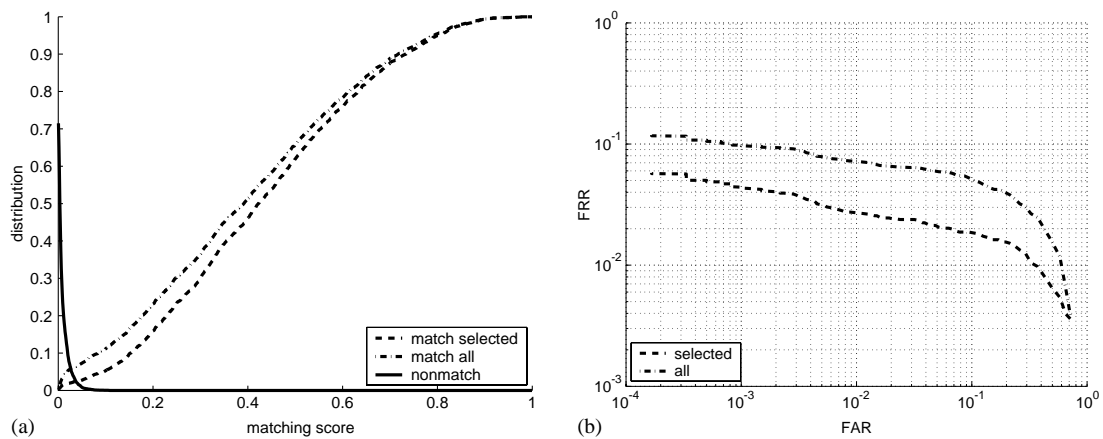 1
0.9
0.8
0.7
0.6
0.5
0.4
0.3
0.2
0.1
0
distribution
0 0.2 0.4 0.6 0.8 1
matching score
match selected
match all
nonmatch
(a)
10^0
10^-1
10^-2
10^-3
FRR
10^-4 10^-3 10^-2 10^-1 10^0
FAR
selected
all
(b)